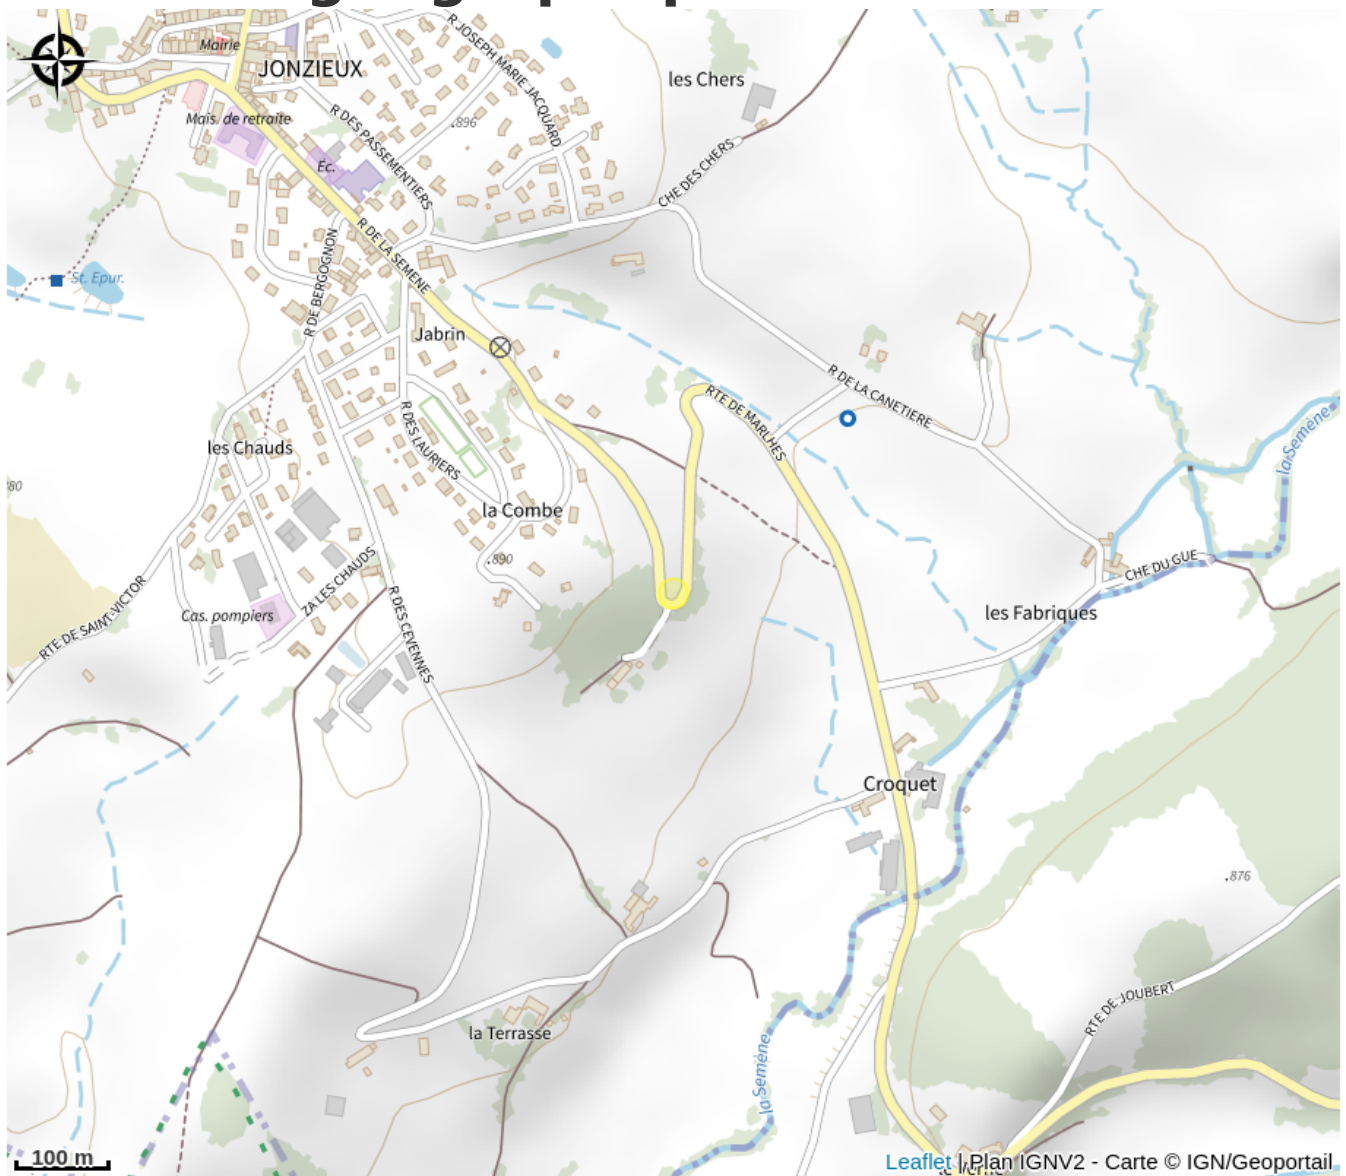 Mairie
JONZIEUX
R JOSEPH MARIE JACQUARD
les Chers
Mais. de retraite
R DES PASSEMENTIERS
.896
Éc.
CHE DES CHERS
R DE LA SEMENE
R DE BERGOGNON
St. Epur.
Jabrin
R DE LA CANETIERE
RTE DE MARLHES
R DES LAURIERS
les Chauds
la Semène
80
la Combe
.890
ZA LES CHAUDS
CHE DU GUE
RTE DE SAINT-VICTOR
Cas. pompiers
R DES CEVENNES
les Fabriques
Croquet
.876
RTE DE JOUBERT
la Terrasse
la Semène
100 m
Leaflet | Plan IGNV2 - Carte © IGN/Geoportail